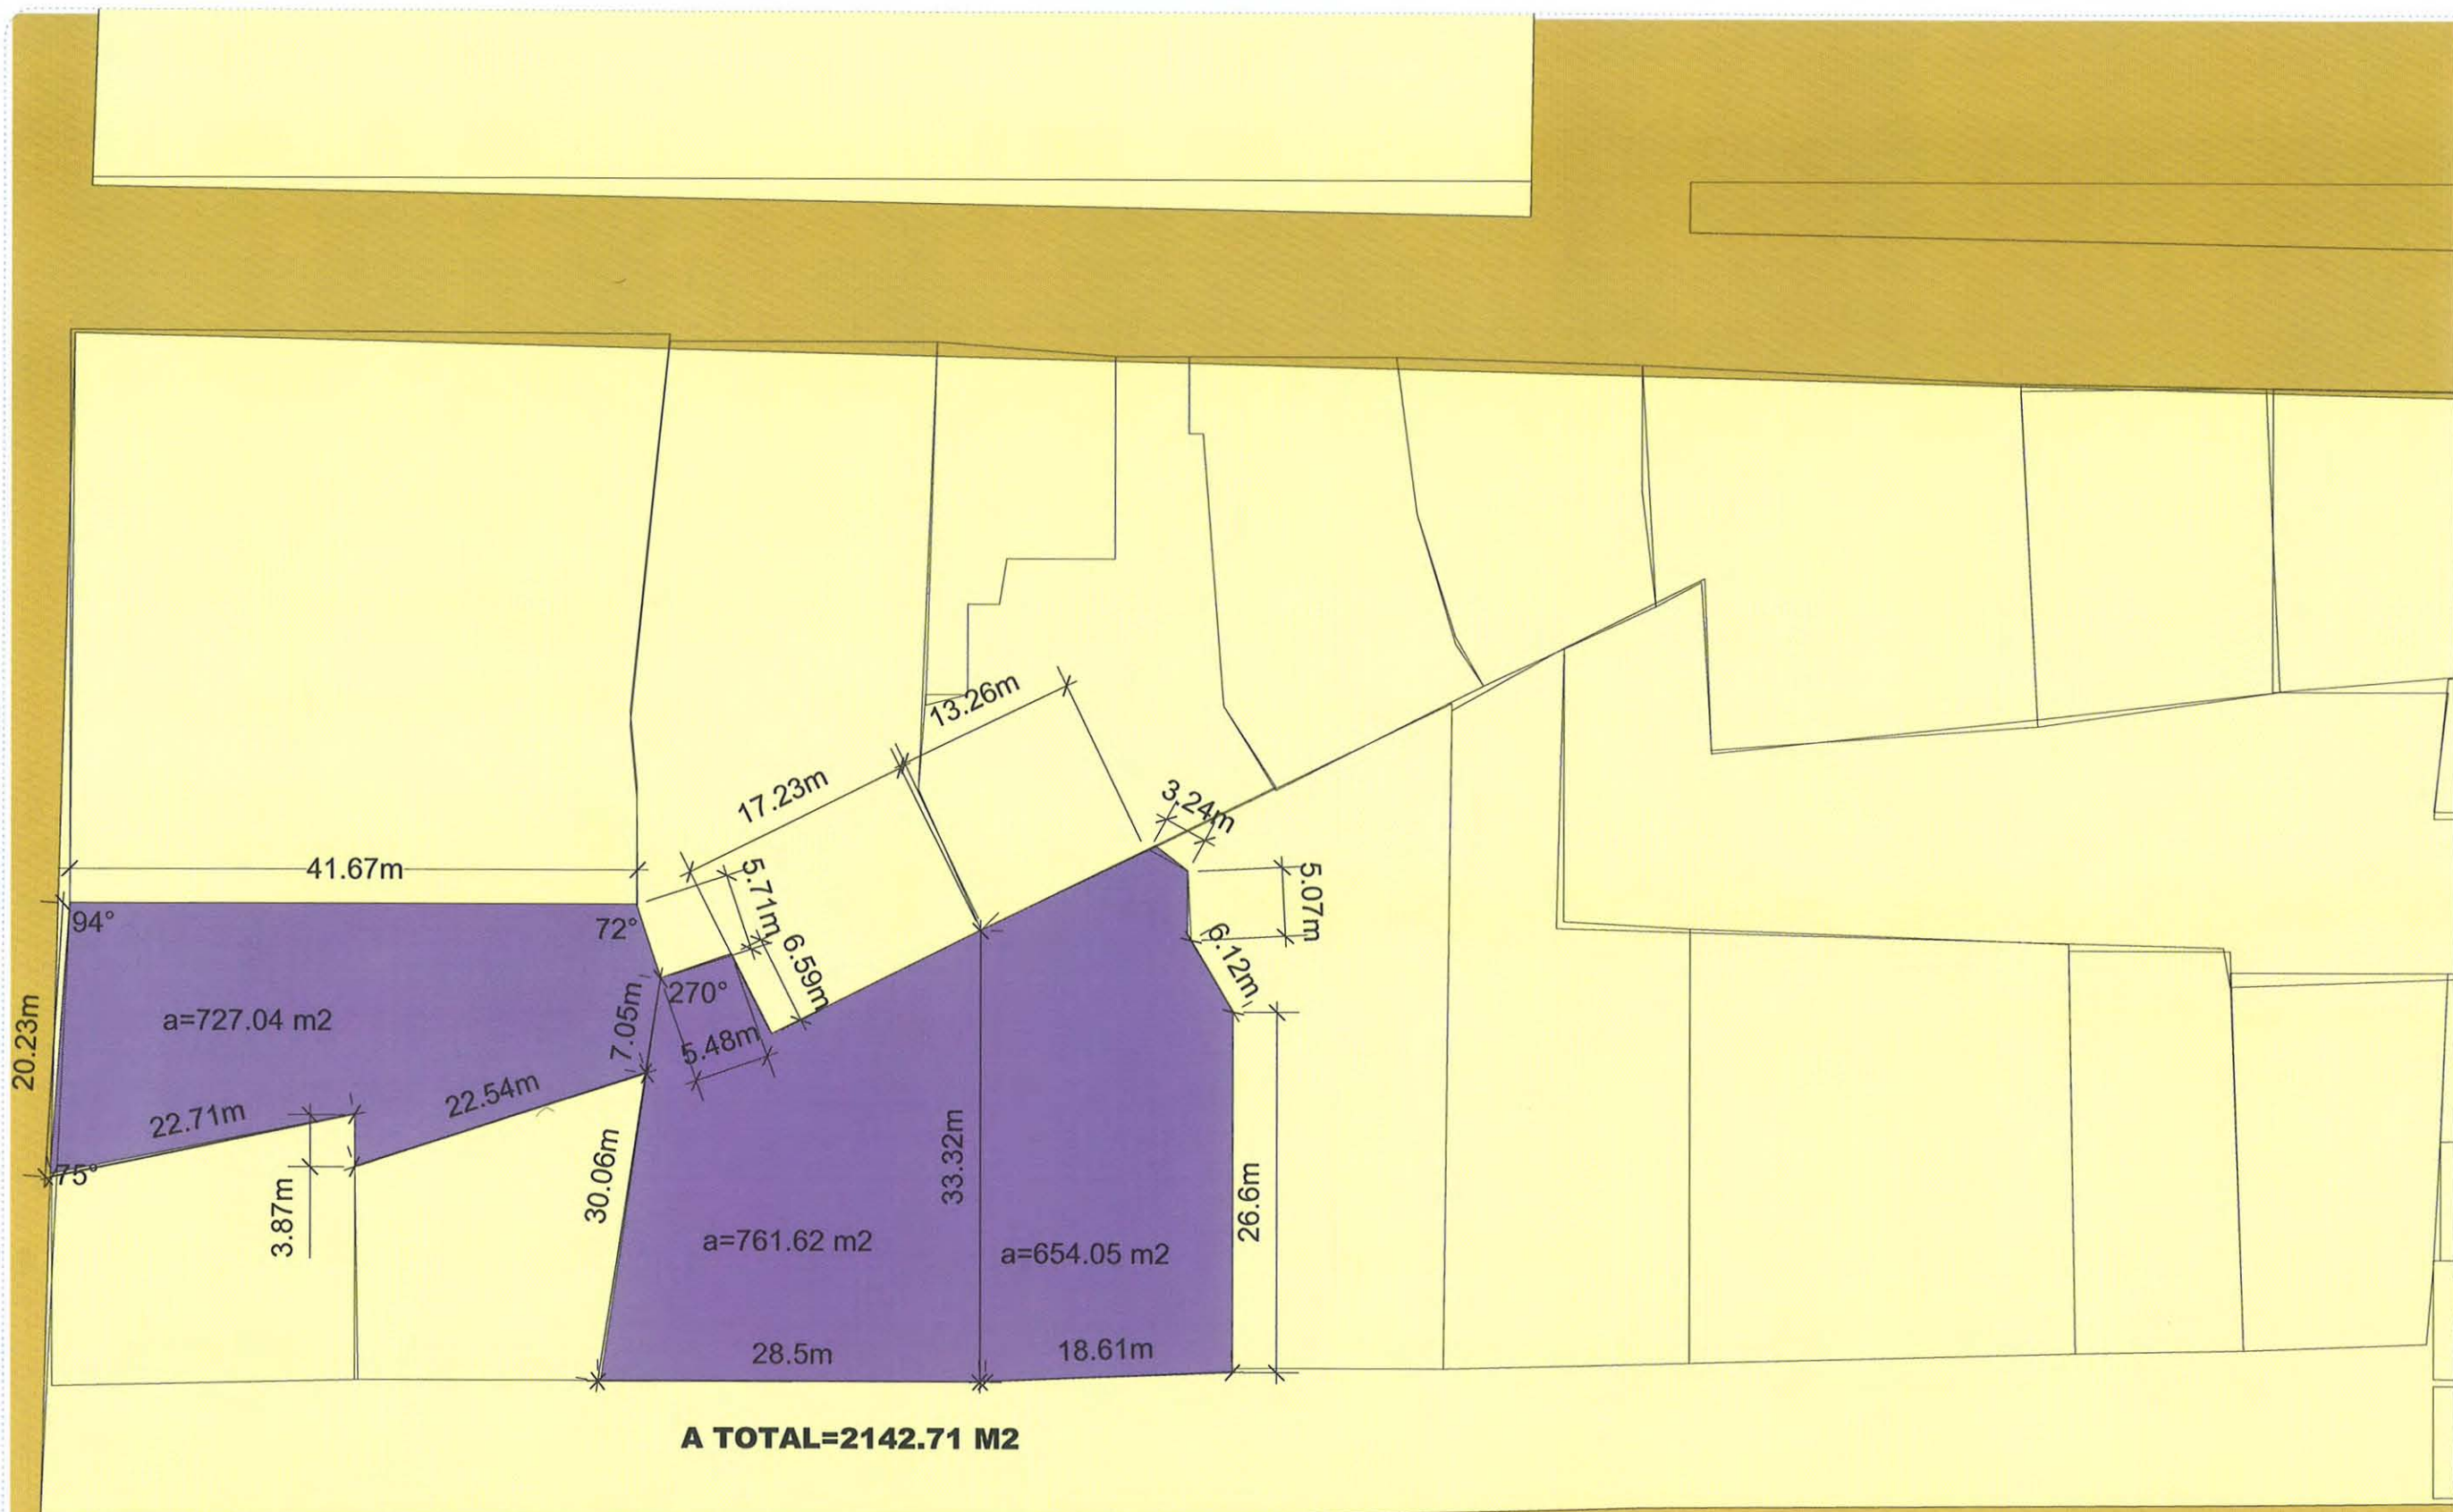 13.26m
17.23m
3.24m
41.67m
5.71m
5.07m
94°
72°
6.12m
6.59m
270°
a=727.04 m2
20.23m
7.05m
5.48m
22.71m
22.54m
75°
33.32m
30.06m
3.87m
26.6m
a=761.62 m2
a=654.05 m2
28.5m
18.61m
A TOTAL=2142.71 M2